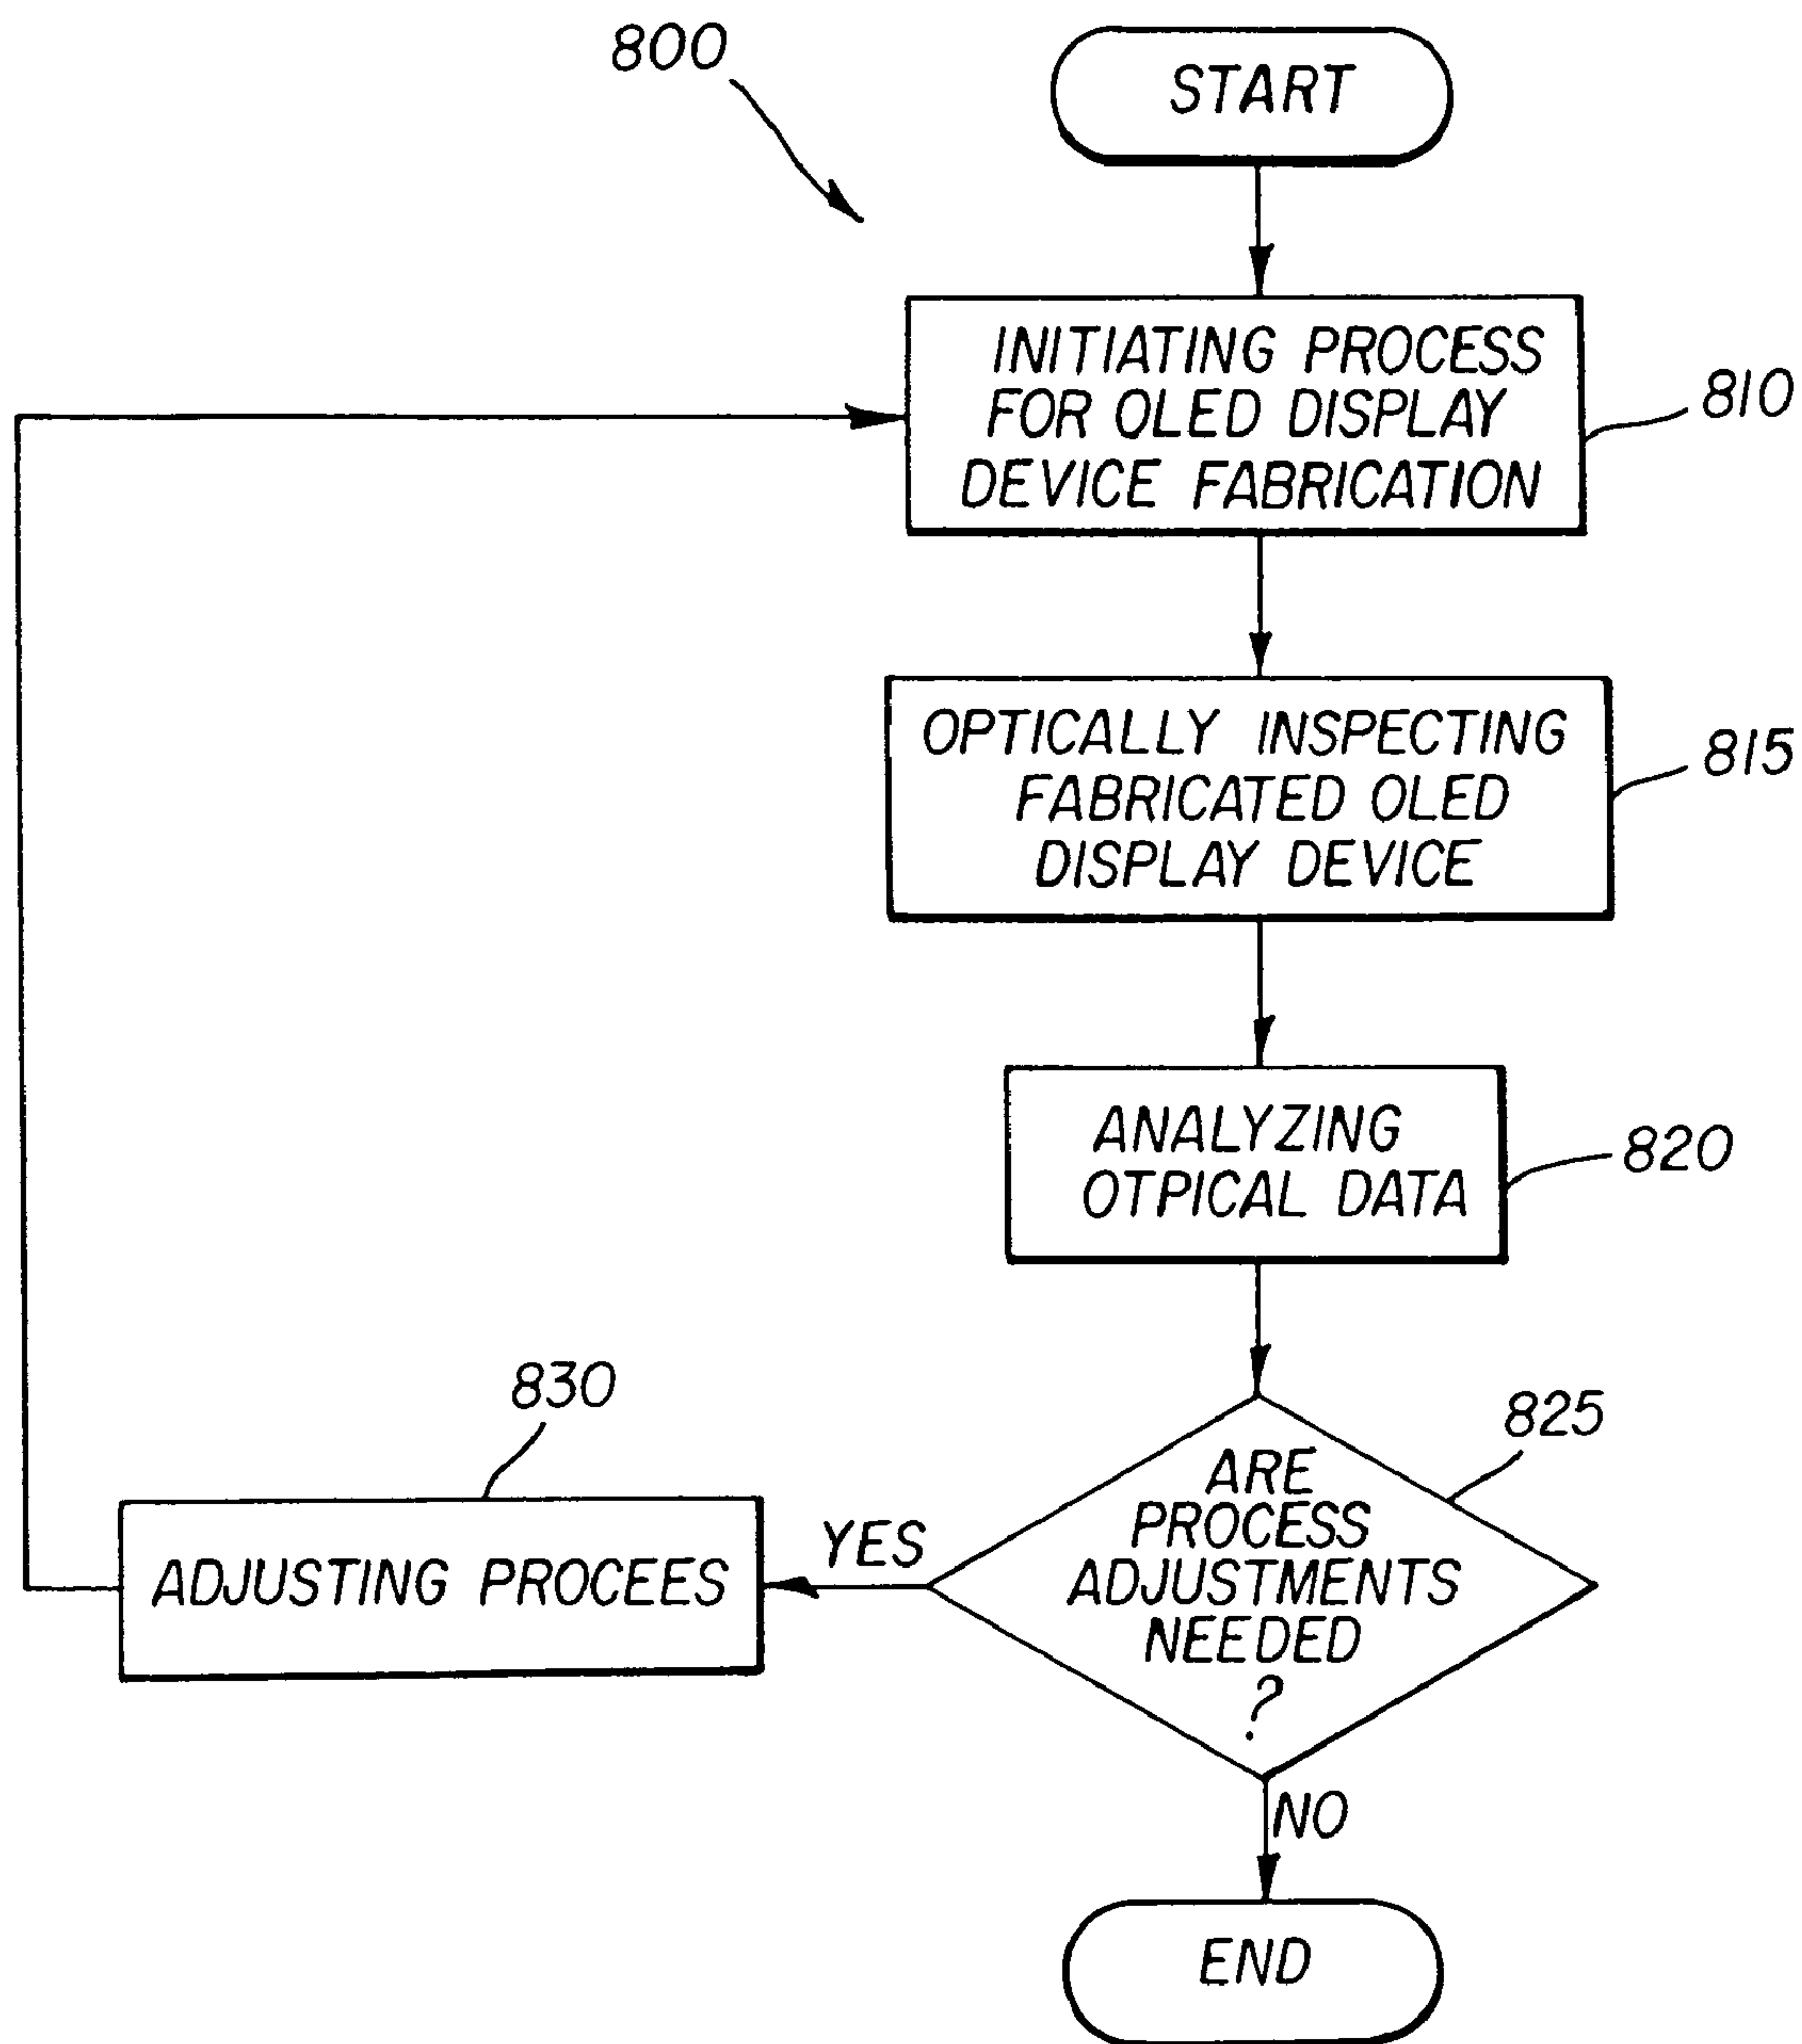 800
START
INITIATING PROCESS
FOR OLED DISPLAY
DEVICE FABRICATION
810
OPTICALLY INSPECTING
FABRICATED OLED
DISPLAY DEVICE
815
ANALYZING
OTPICAL DATA
820
825
ARE
PROCESS
ADJUSTMENTS
NEEDED
?
YES
830
ADJUSTING PROCEES
NO
END